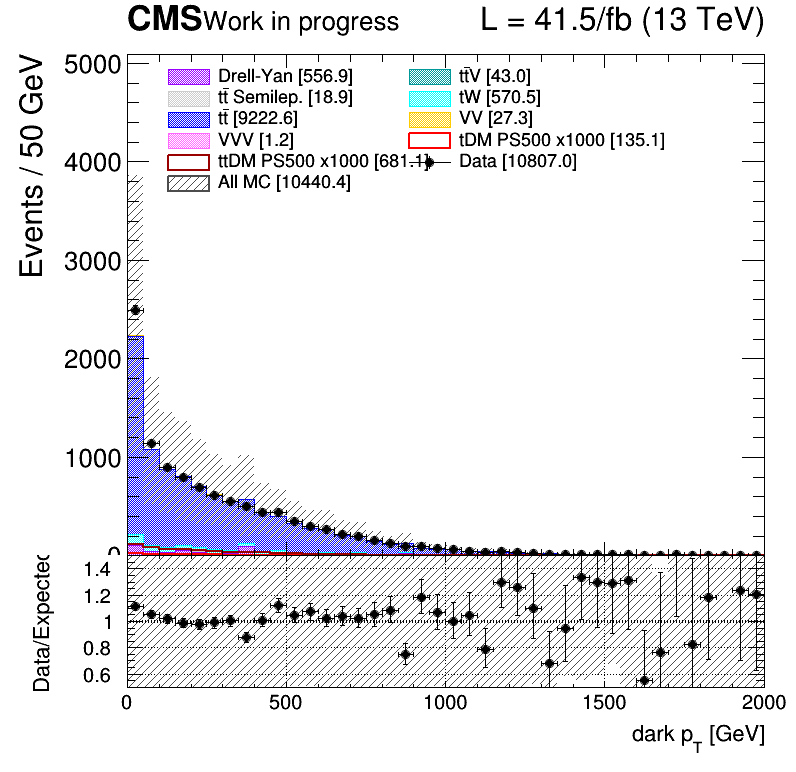 CMS Work in progress L = 41.5/fb (13 TeV)
Events / 50 GeV
5000
4000
3000
2000
1000
0
Drell-Yan [556.9]
tt̄ Semilep. [18.9]
tt̄ [9222.6]
VVV [1.2]
ttDM PS500 x1000 [681.1]
All MC [10440.4]
tt̄V [43.0]
tW [570.5]
VV [27.3]
tDM PS500 x1000 [135.1]
Data [10807.0]
Data/Expected
1.4
1.2
1
0.8
0.6
0 500 1000 1500 2000
dark p_T [GeV]